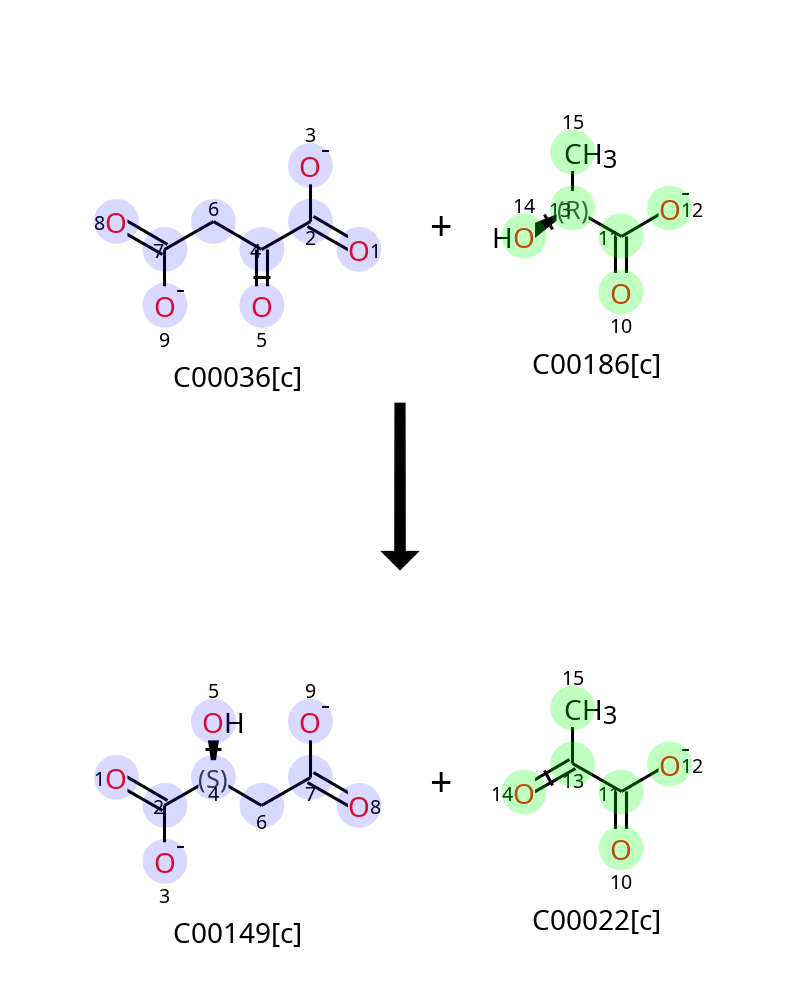 3
O-
15
CH3
8 O
6
14
(R)
13
O- 12
+
HO
11
7
4
2
O 1
O-
O
O
9
5
10
C00036[c]
C00186[c]
5
9
15
OH
O-
CH3
1 O
(S)
4
+
O- 12
2
6
7
O 8
14 O
13
11
O-
O
3
10
C00149[c]
C00022[c]